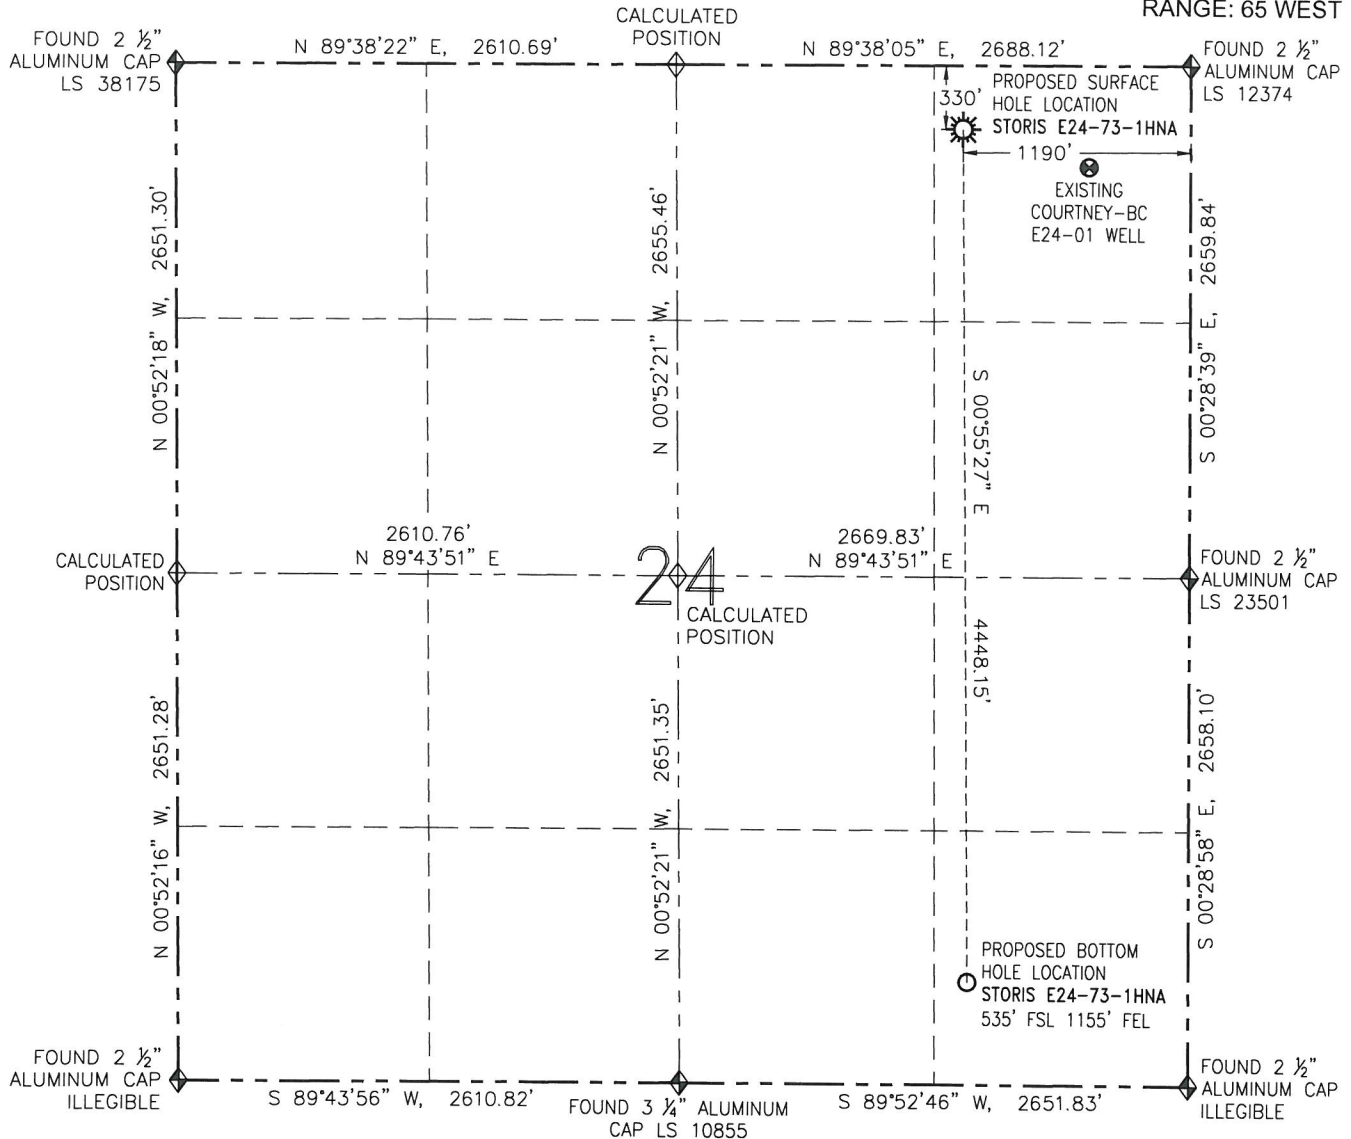 RANGE: 65 WEST
CALCULATED
POSITION
FOUND 2 ½"
ALUMINUM CAP
LS 38175
N 89°38'22" E, 2610.69'
N 89°38'05" E, 2688.12'
FOUND 2 ½"
ALUMINUM CAP
LS 12374
330'
PROPOSED SURFACE
HOLE LOCATION
STORIS E24-73-1HNA
1190'
EXISTING
COURTNEY-BC
E24-01 WELL
N 00°52'18" W, 2651.30'
N 00°52'21" W, 2655.46'
S 00°55'27" E 4448.15'
S 00°28'39" E, 2659.84'
CALCULATED
POSITION
2610.76'
N 89°43'51" E
24
CALCULATED
POSITION
2669.83'
N 89°43'51" E
FOUND 2 ½"
ALUMINUM CAP
LS 23501
N 00°52'16" W, 2651.28'
N 00°52'21" W, 2651.35'
S 00°28'58" E, 2658.10'
PROPOSED BOTTOM
HOLE LOCATION
STORIS E24-73-1HNA
535' FSL 1155' FEL
FOUND 2 ½"
ALUMINUM CAP
ILLEGIBLE
S 89°43'56" W, 2610.82'
FOUND 3 ¼" ALUMINUM
CAP LS 10855
S 89°52'46" W, 2651.83'
FOUND 2 ½"
ALUMINUM CAP
ILLEGIBLE